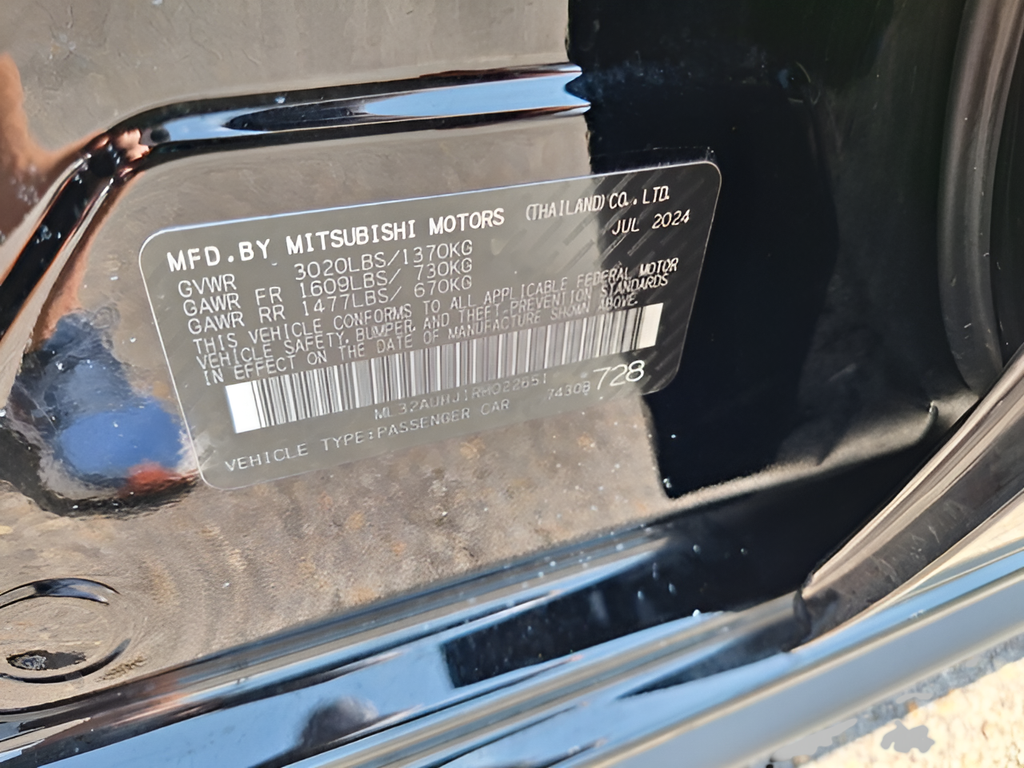 MFD.BY MITSUBISHI MOTORS (THAILAND) CO., LTD.
JUL 2024
GVWR 3020LBS/1370KG
GAWR FR 1609LBS/ 730KG
GAWR RR 1477LBS/ 670KG
THIS VEHICLE CONFORMS TO ALL APPLICABLE FEDERAL MOTOR
VEHICLE SAFETY, BUMPER, AND THEFT-PREVENTION STANDARDS
IN EFFECT ON THE DATE OF MANUFACTURE SHOWN ABOVE.
74308 728
VEHICLE TYPE:PASSENGER CAR